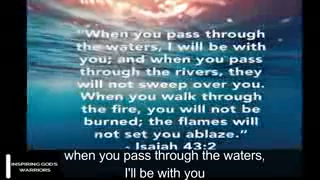 "When you pass through
the waters, I will be with
you; and when you pass
through the rivers, they
will not sweep over you.
When you walk through
the fire, you will not be
burned; the flames will
not set you ablaze."
- Isaiah 43:2
INSPIRING GOD'S
WARRIORS
when you pass through the waters,
I'll be with you